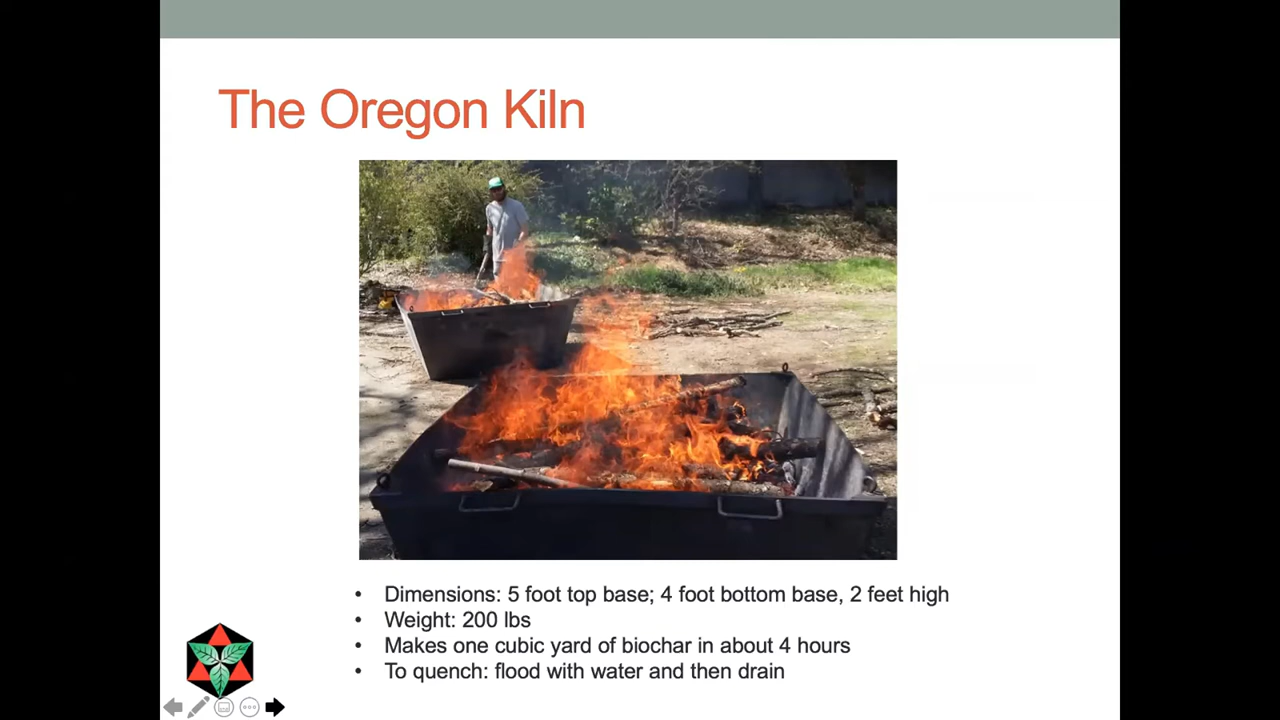 The Oregon Kiln
• Dimensions: 5 foot top base; 4 foot bottom base, 2 feet high
• Weight: 200 lbs
• Makes one cubic yard of biochar in about 4 hours
• To quench: flood with water and then drain